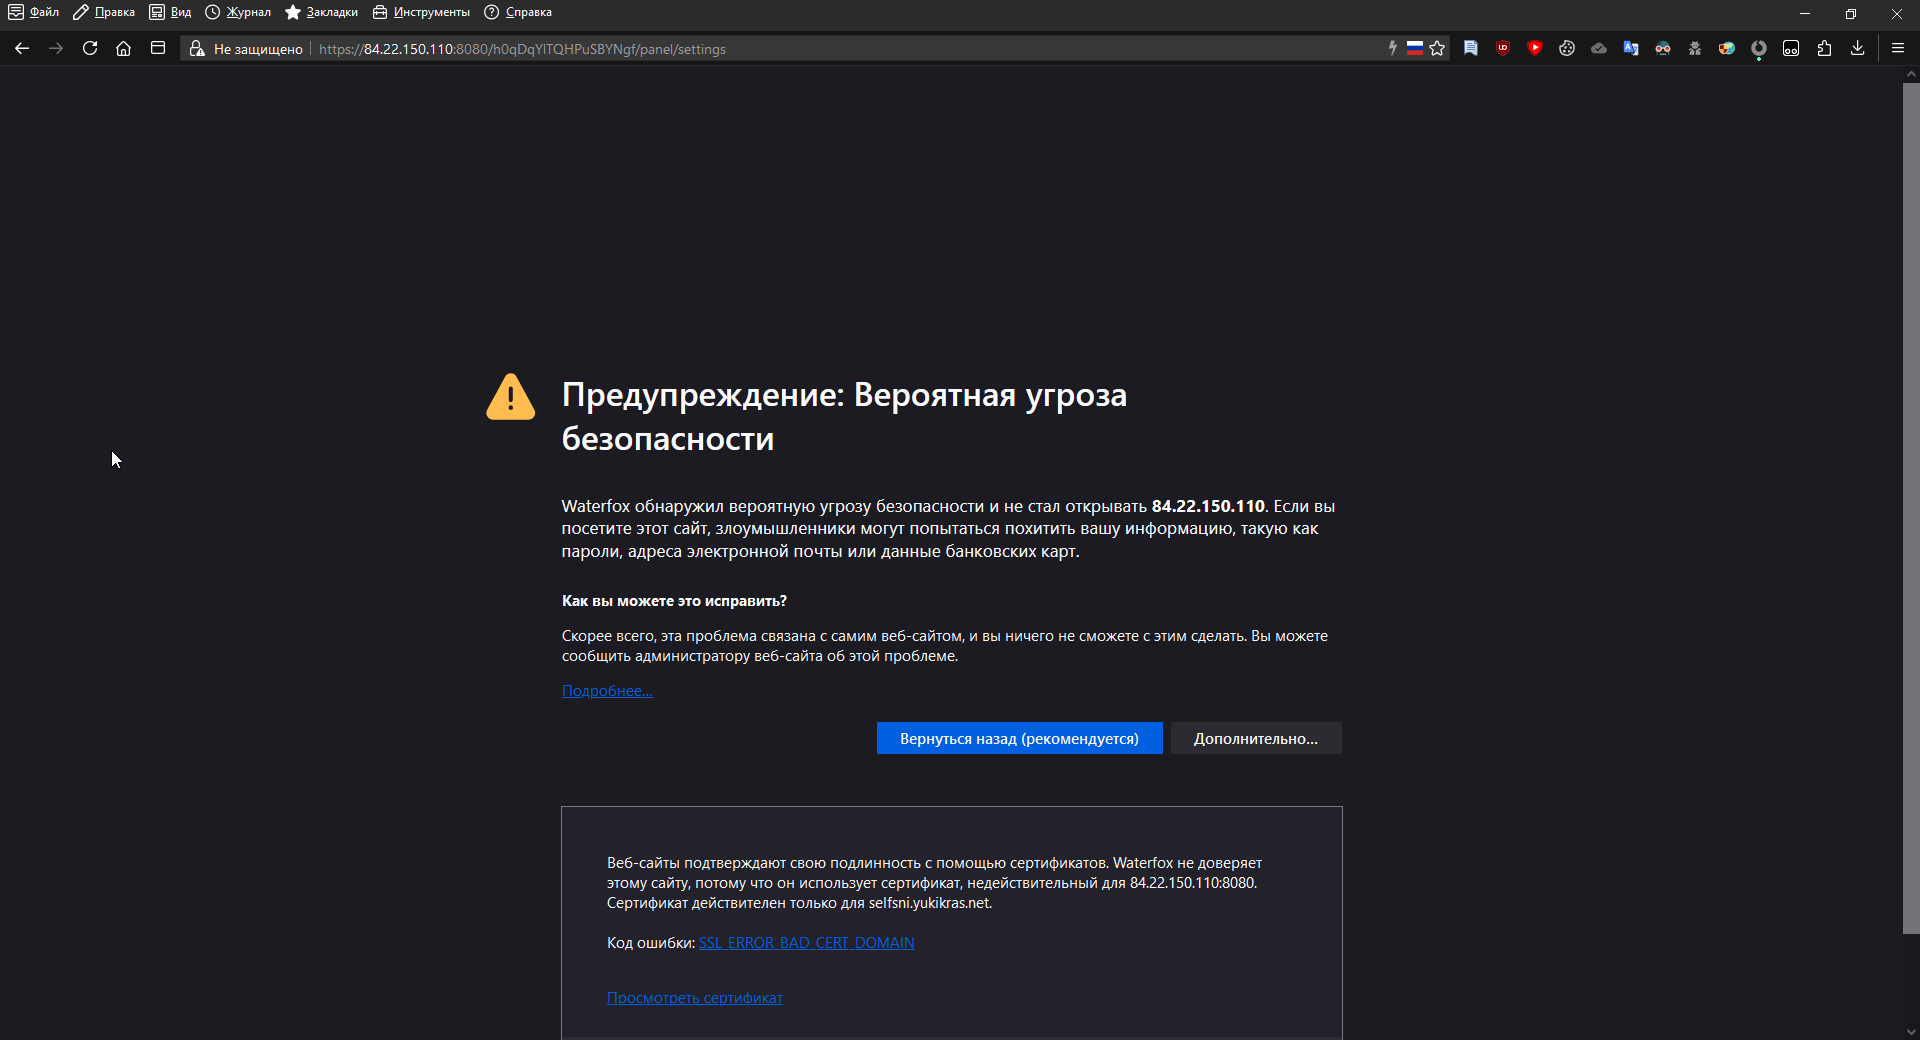 Файл Правка Вид Журнал Закладки Инструменты Справка
Не защищено https://84.22.150.110:8080/h0qDqYlTQHPuSBYNgf/panel/settings
Предупреждение: Вероятная угроза
безопасности
Waterfox обнаружил вероятную угрозу безопасности и не стал открывать 84.22.150.110. Если вы
посетите этот сайт, злоумышленники могут попытаться похитить вашу информацию, такую как
пароли, адреса электронной почты или данные банковских карт.
Как вы можете это исправить?
Скорее всего, эта проблема связана с самим веб-сайтом, и вы ничего не сможете с этим сделать. Вы можете
сообщить администратору веб-сайта об этой проблеме.
Подробнее...
Вернуться назад (рекомендуется) Дополнительно...
Веб-сайты подтверждают свою подлинность с помощью сертификатов. Waterfox не доверяет
этому сайту, потому что он использует сертификат, недействительный для 84.22.150.110:8080.
Сертификат действителен только для selfsni.yukikras.net.
Код ошибки: SSL_ERROR_BAD_CERT_DOMAIN
Просмотреть сертификат